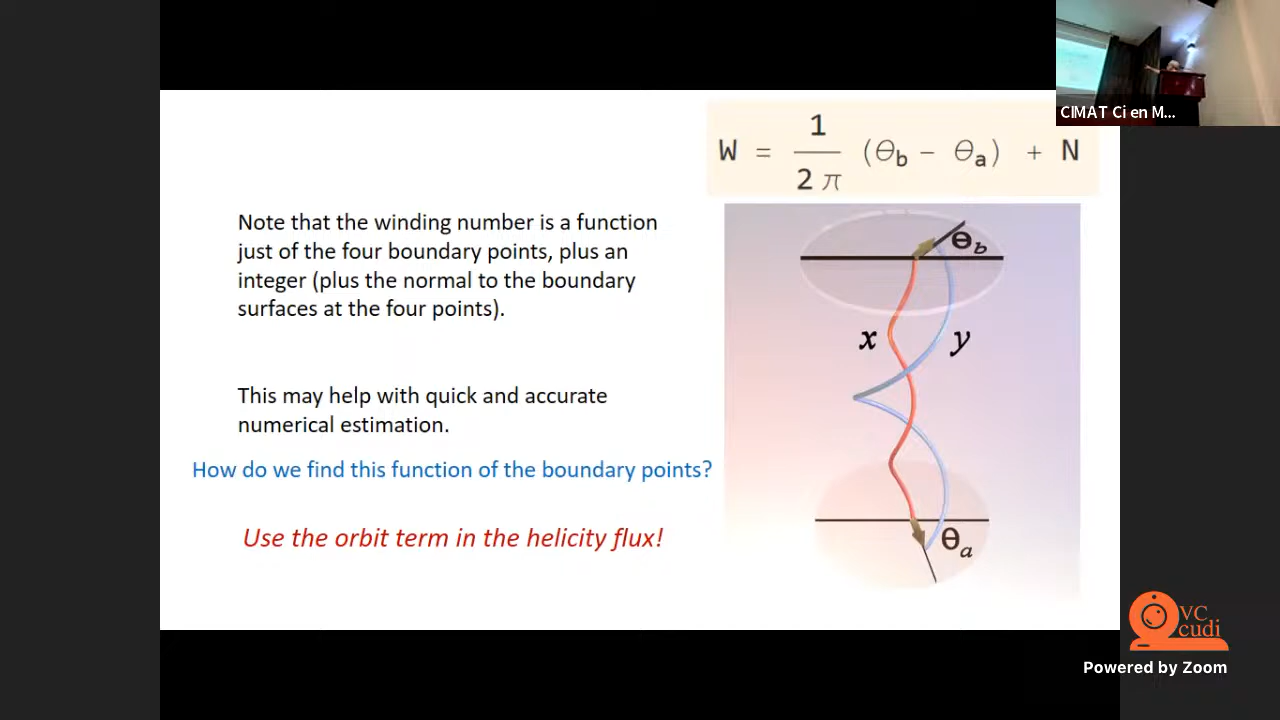 CIMAT Ci en M...
W = 1/2π (θb − θa) + N
Note that the winding number is a function
just of the four boundary points, plus an
integer (plus the normal to the boundary
surfaces at the four points).
This may help with quick and accurate
numerical estimation.
How do we find this function of the boundary points?
Use the orbit term in the helicity flux!
θb
x
y
θa
VC
cudi
Powered by Zoom